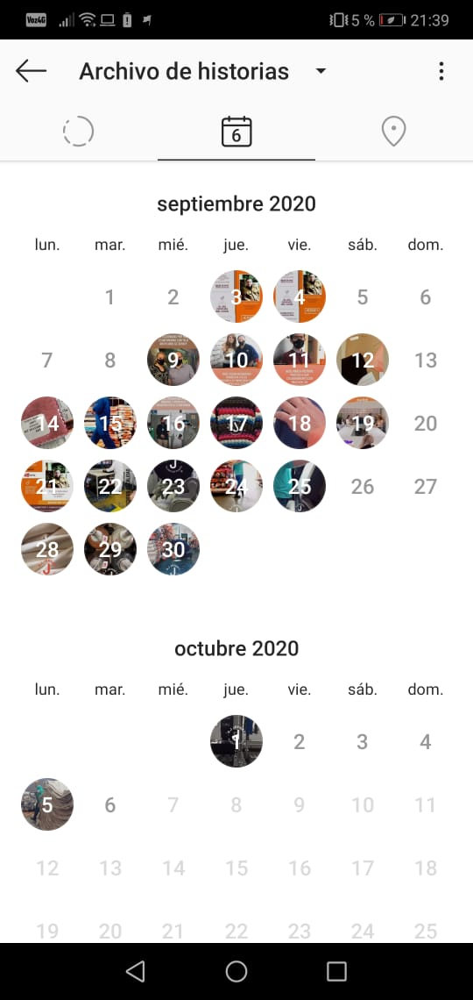 Voz4G 5 % 21:39
Archivo de historias
6
septiembre 2020
lun. mar. mié. jue. vie. sáb. dom.
1 2 3 4 5 6
7 8 9 10 11 12 13
14 15 16 17 18 19 20
21 22 23 24 25 26 27
28 29 30
octubre 2020
lun. mar. mié. jue. vie. sáb. dom.
1 2 3 4
5 6 7 8 9 10 11
12 13 14 15 16 17 18
19 20 21 22 23 24 25